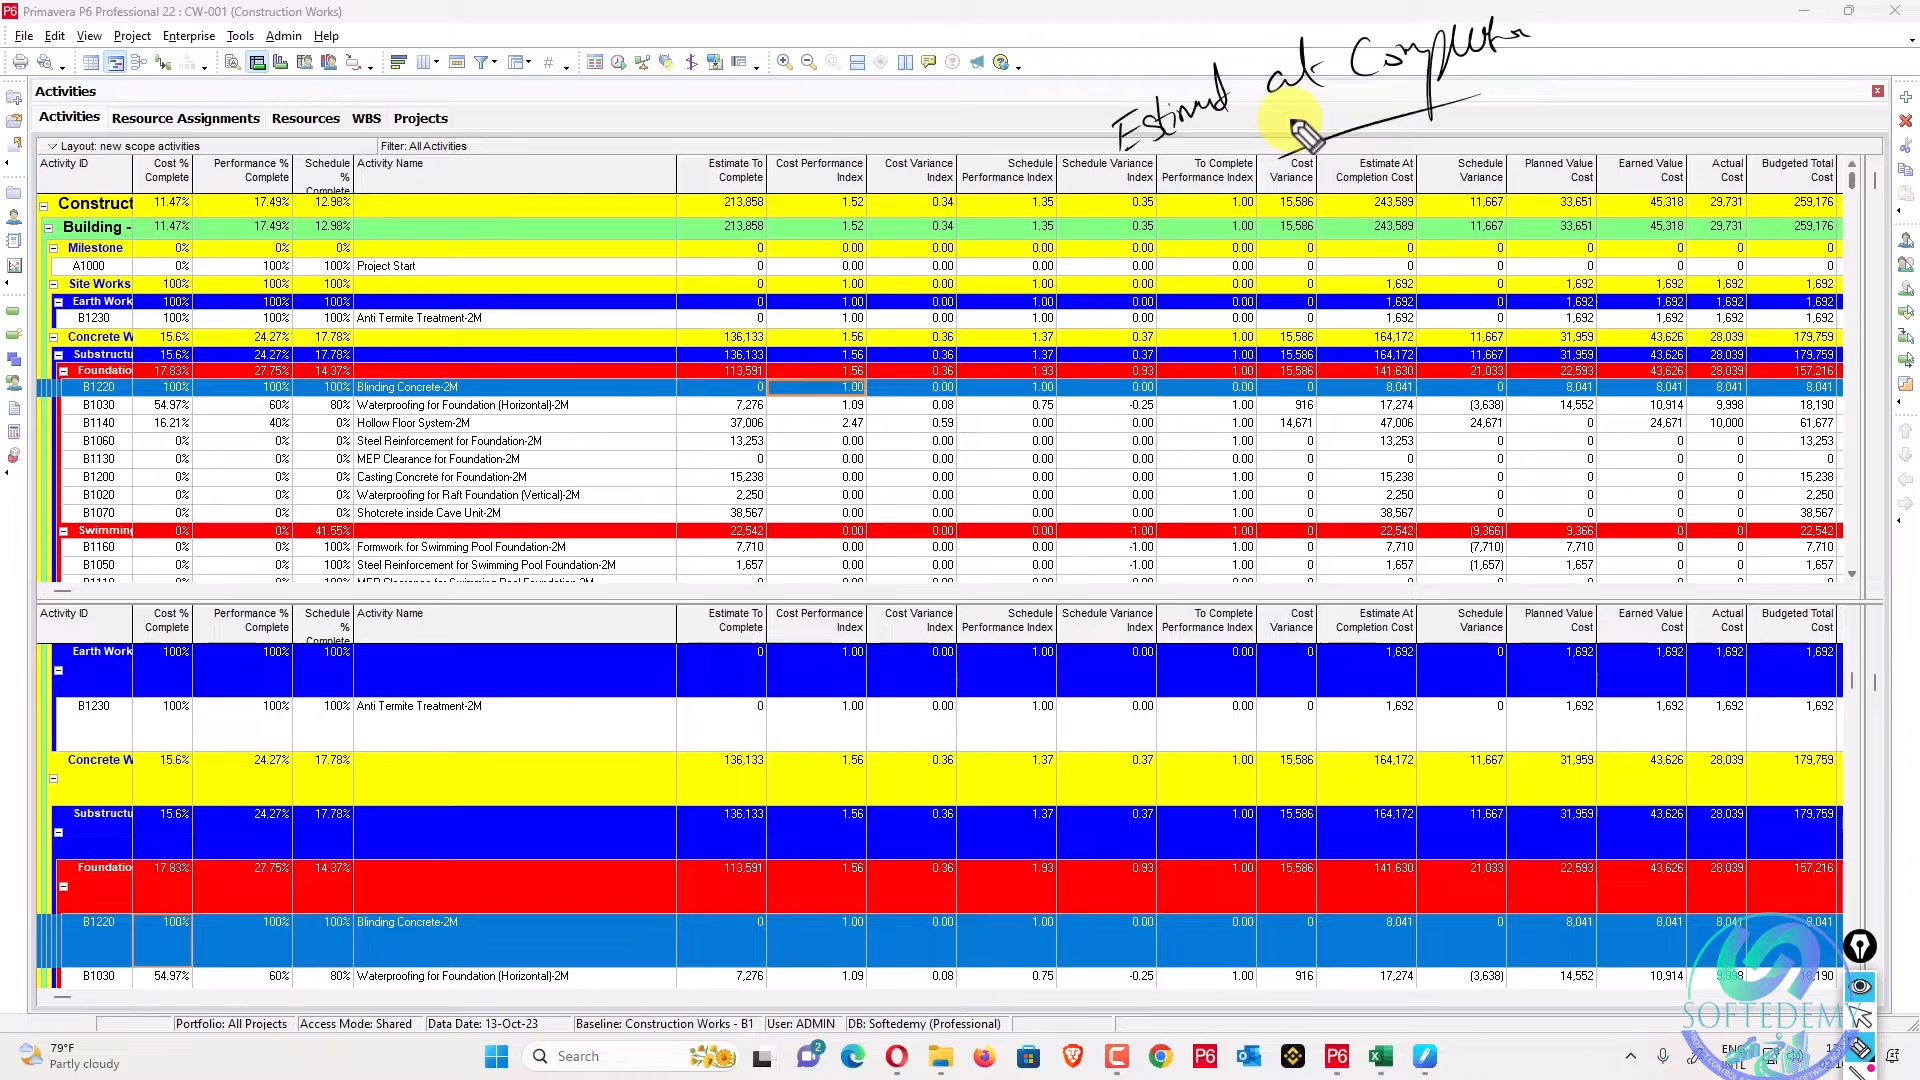 Primavera P6 Professional 22 : CW-001 (Construction Works)
File Edit View Project Enterprise Tools Admin Help
Estimated at Completion
Activities
Activities Resource Assignments Resources WBS Projects
Layout: new scope activities Filter: All Activities
Activity ID Cost % Complete Performance % Complete Schedule % Complete Activity Name Estimate To Complete Cost Performance Index Cost Variance Index Schedule Performance Index Schedule Variance Index To Complete Performance Index Cost Variance Estimate At Completion Cost Schedule Variance Planned Value Cost Earned Value Cost Actual Cost Budgeted Total Cost
Construct 11.47% 17.49% 12.98% 213,858 1.52 0.34 1.35 0.35 1.00 15,586 243,589 11,667 33,651 45,318 29,731 259,176
Building - 11.47% 17.49% 12.98% 213,858 1.52 0.34 1.35 0.35 1.00 15,586 243,589 11,667 33,651 45,318 29,731 259,176
Milestone 0% 0% 0% 0 0.00 0.00 0.00 0.00 0.00 0 0 0 0 0 0 0
A1000 0% 100% 100% Project Start 0 0.00 0.00 0.00 0.00 0.00 0 0 0 0 0 0 0
Site Works 100% 100% 100% 0 1.00 0.00 1.00 0.00 0.00 0 1,692 0 1,692 1,692 1,692 1,692
Earth Work 100% 100% 100% 0 1.00 0.00 1.00 0.00 0.00 0 1,692 0 1,692 1,692 1,692 1,692
B1230 100% 100% 100% Anti Termite Treatment-2M 0 1.00 0.00 1.00 0.00 0.00 0 1,692 0 1,692 1,692 1,692 1,692
Concrete W 15.6% 24.27% 17.78% 136,133 1.56 0.36 1.37 0.37 1.00 15,586 164,172 11,667 31,959 43,626 28,039 179,759
Substructu 15.6% 24.27% 17.78% 136,133 1.56 0.36 1.37 0.37 1.00 15,586 164,172 11,667 31,959 43,626 28,039 179,759
Foundatio 17.83% 27.75% 14.37% 113,591 1.56 0.36 1.93 0.93 1.00 15,586 141,630 21,033 22,593 43,626 28,039 157,216
B1220 100% 100% 100% Blinding Concrete-2M 0 1.00 0.00 1.00 0.00 0.00 0 8,041 0 8,041 8,041 8,041 8,041
B1030 54.97% 60% 80% Waterproofing for Foundation (Horizontal)-2M 7,276 1.09 0.08 0.75 -0.25 1.00 916 17,274 (3,638) 14,552 10,914 9,998 18,190
B1140 16.21% 40% 0% Hollow Floor System-2M 37,006 2.47 0.59 0.00 0.00 1.00 14,671 47,006 24,671 0 24,671 10,000 61,677
B1060 0% 0% 0% Steel Reinforcement for Foundation-2M 13,253 0.00 0.00 0.00 0.00 1.00 0 13,253 0 0 0 0 13,253
B1130 0% 0% 0% MEP Clearance for Foundation-2M 0 0.00 0.00 0.00 0.00 0.00 0 0 0 0 0 0 0
B1200 0% 0% 0% Casting Concrete for Foundation-2M 15,238 0.00 0.00 0.00 0.00 1.00 0 15,238 0 0 0 0 15,238
B1020 0% 0% 0% Waterproofing for Raft Foundation (Vertical)-2M 2,250 0.00 0.00 0.00 0.00 1.00 0 2,250 0 0 0 0 2,250
B1070 0% 0% 0% Shotcrete inside Cave Unit-2M 38,567 0.00 0.00 0.00 0.00 1.00 0 38,567 0 0 0 0 38,567
Swimming 0% 0% 41.55% 22,542 0.00 0.00 0.00 -1.00 1.00 0 22,542 (9,366) 9,366 0 0 22,542
B1160 0% 0% 100% Formwork for Swimming Pool Foundation-2M 7,710 0.00 0.00 0.00 -1.00 1.00 0 7,710 (7,710) 7,710 0 0 7,710
B1050 0% 0% 100% Steel Reinforcement for Swimming Pool Foundation-2M 1,657 0.00 0.00 0.00 -1.00 1.00 0 1,657 (1,657) 1,657 0 0 1,657
Activity ID Cost % Complete Performance % Complete Schedule % Complete Activity Name Estimate To Complete Cost Performance Index Cost Variance Index Schedule Performance Index Schedule Variance Index To Complete Performance Index Cost Variance Estimate At Completion Cost Schedule Variance Planned Value Cost Earned Value Cost Actual Cost Budgeted Total Cost
Earth Work 100% 100% 100% 0 1.00 0.00 1.00 0.00 0.00 0 1,692 0 1,692 1,692 1,692 1,692
B1230 100% 100% 100% Anti Termite Treatment-2M 0 1.00 0.00 1.00 0.00 0.00 0 1,692 0 1,692 1,692 1,692 1,692
Concrete W 15.6% 24.27% 17.78% 136,133 1.56 0.36 1.37 0.37 1.00 15,586 164,172 11,667 31,959 43,626 28,039 179,759
Substructu 15.6% 24.27% 17.78% 136,133 1.56 0.36 1.37 0.37 1.00 15,586 164,172 11,667 31,959 43,626 28,039 179,759
Foundatio 17.83% 27.75% 14.37% 113,591 1.56 0.36 1.93 0.93 1.00 15,586 141,630 21,033 22,593 43,626 28,039 157,216
B1220 100% 100% 100% Blinding Concrete-2M 0 1.00 0.00 1.00 0.00 0.00 0 8,041 0 8,041 8,041 8,041 8,041
B1030 54.97% 60% 80% Waterproofing for Foundation (Horizontal)-2M 7,276 1.09 0.08 0.75 -0.25 1.00 916 17,274 (3,638) 14,552 10,914 9,998 18,190
SOFTEDEMY
Portfolio: All Projects Access Mode: Shared Data Date: 13-Oct-23 Baseline: Construction Works - B1 User: ADMIN DB: Softedemy (Professional)
79°F
Partly cloudy
Search
2
ENG